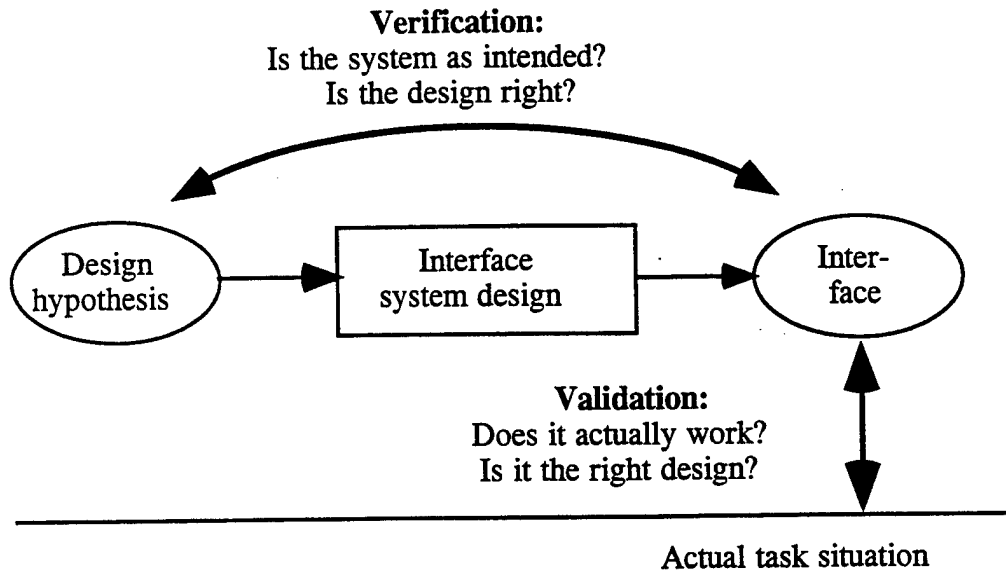 Verification:
Is the system as intended?
Is the design right?
Design
hypothesis
Interface
system design
Inter-
face
Validation:
Does it actually work?
Is it the right design?
Actual task situation